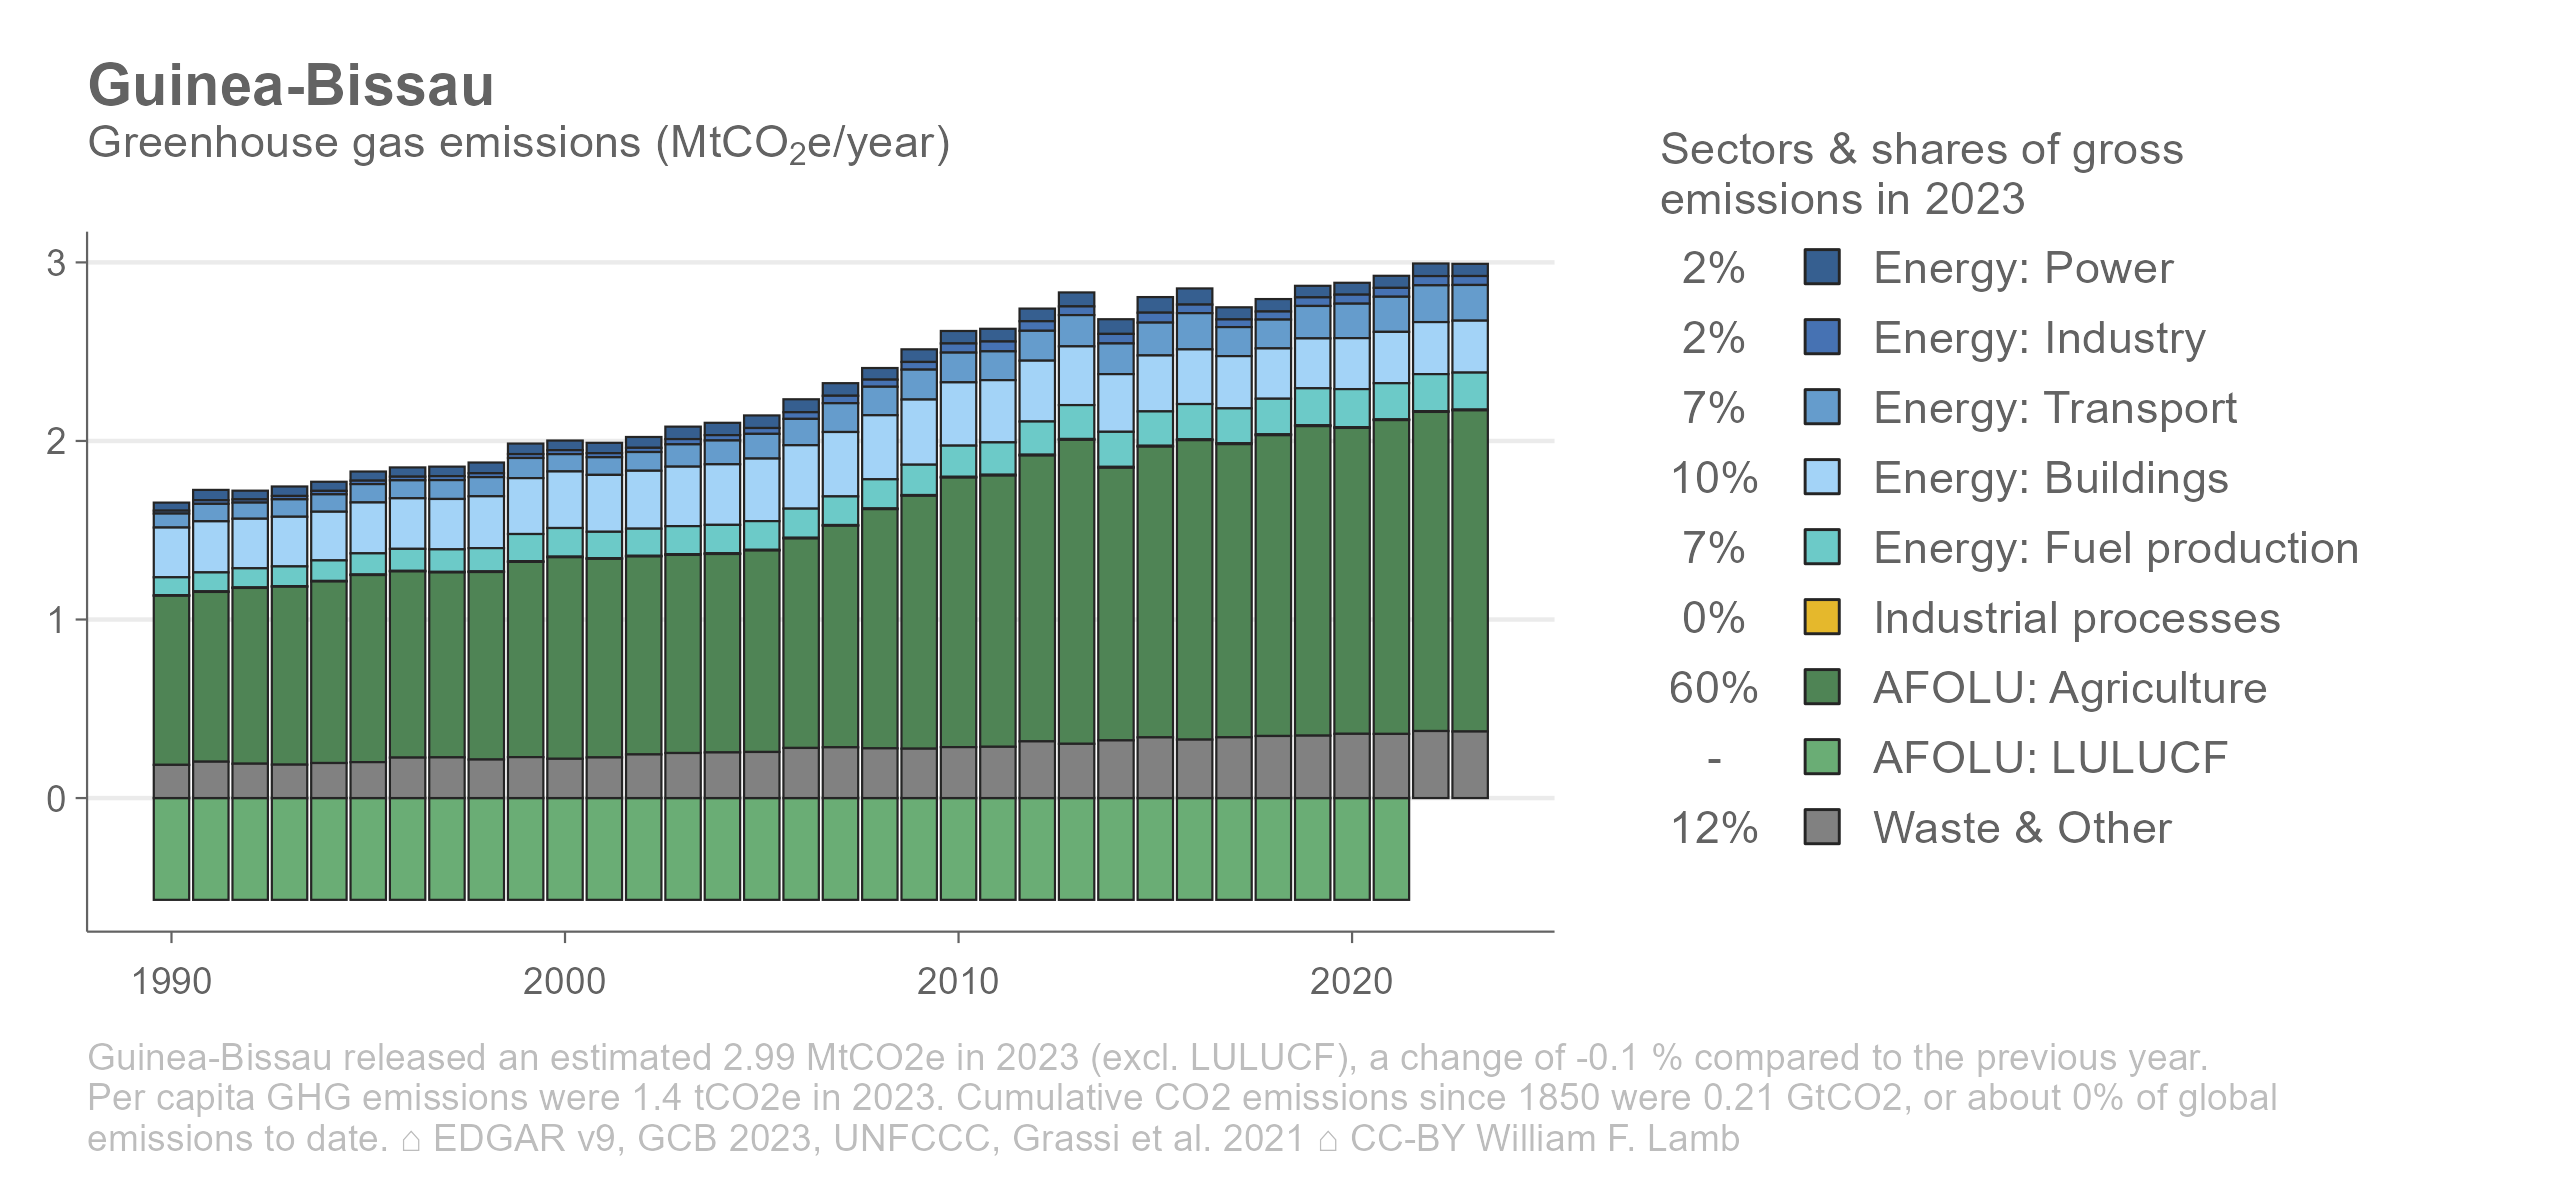 Guinea-Bissau
Greenhouse gas emissions (MtCO₂e/year)
Sectors & shares of gross
emissions in 2023
2% Energy: Power
2% Energy: Industry
7% Energy: Transport
10% Energy: Buildings
7% Energy: Fuel production
0% Industrial processes
60% AFOLU: Agriculture
- AFOLU: LULUCF
12% Waste & Other
3
2
1
0
1990 2000 2010 2020
Guinea-Bissau released an estimated 2.99 MtCO2e in 2023 (excl. LULUCF), a change of -0.1 % compared to the previous year.
Per capita GHG emissions were 1.4 tCO2e in 2023. Cumulative CO2 emissions since 1850 were 0.21 GtCO2, or about 0% of global
emissions to date. ⌂ EDGAR v9, GCB 2023, UNFCCC, Grassi et al. 2021 ⌂ CC-BY William F. Lamb